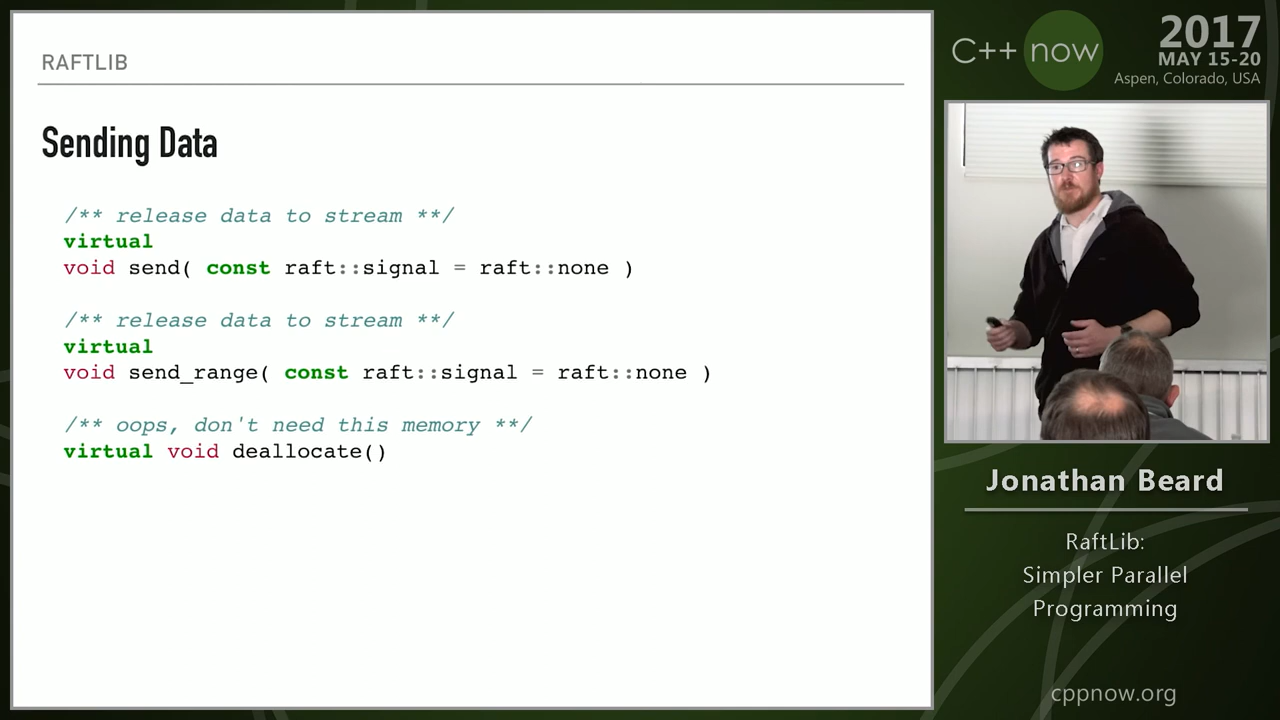 RAFTLIB
Sending Data
/** release data to stream **/
virtual
void send( const raft::signal = raft::none )
/** release data to stream **/
virtual
void send_range( const raft::signal = raft::none )
/** oops, don't need this memory **/
virtual void deallocate()
C++ now
2017
MAY 15-20
Aspen, Colorado, USA
Jonathan Beard
RaftLib:
Simpler Parallel
Programming
cppnow.org